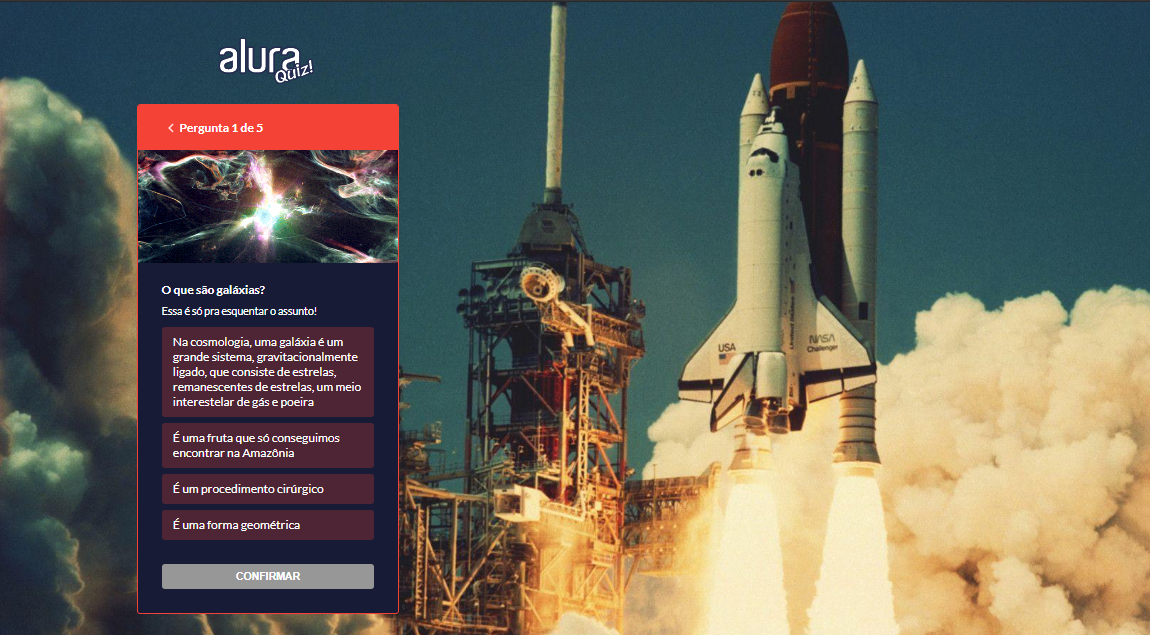 alura
Quiz!
Pergunta 1 de 5
O que são galáxias?
Essa é só pra esquentar o assunto!
Na cosmologia, uma galáxia é um
grande sistema, gravitacionalmente
ligado, que consiste de estrelas,
remanescentes de estrelas, um meio
interestelar de gás e poeira
É uma fruta que só conseguimos
encontrar na Amazônia
É um procedimento cirúrgico
É uma forma geométrica
CONFIRMAR
USA
NASA
Challenger
United States